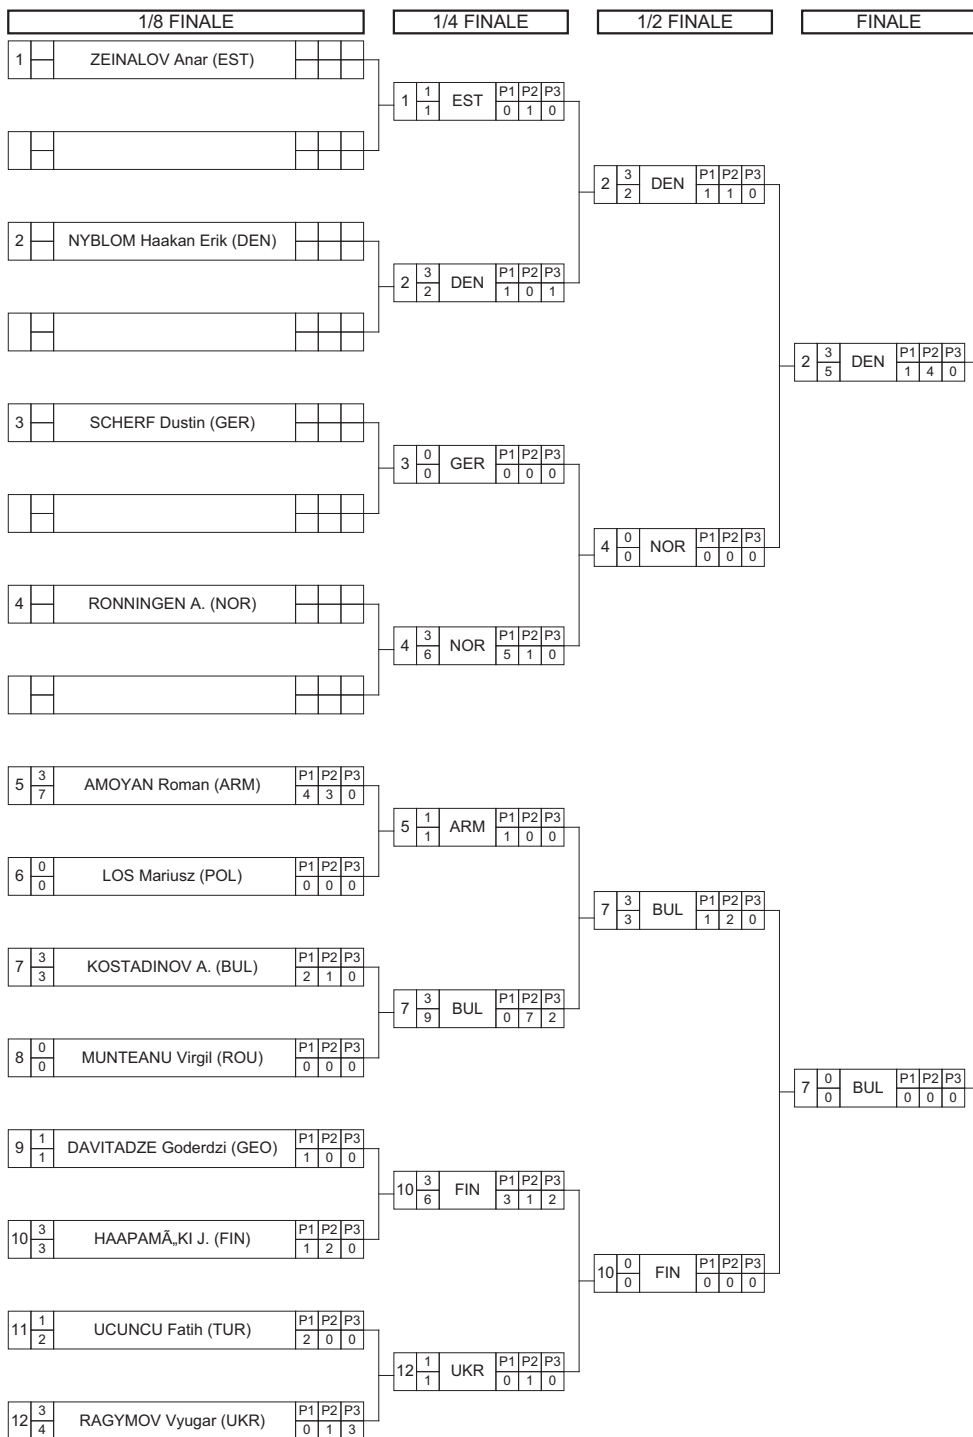 1/8 FINALE 1/4 FINALE 1/2 FINALE FINALE
1 ZEINALOV Anar (EST)
1 1 1 EST P1 P2 P3 0 1 0
2 3 2 DEN P1 P2 P3 1 1 0
2 NYBLOM Haakan Erik (DEN)
2 3 2 DEN P1 P2 P3 1 0 1
2 3 5 DEN P1 P2 P3 1 4 0
3 SCHERF Dustin (GER)
3 0 0 GER P1 P2 P3 0 0 0
4 0 0 NOR P1 P2 P3 0 0 0
4 RONNINGEN A. (NOR)
4 3 6 NOR P1 P2 P3 5 1 0
5 3 7 AMOYAN Roman (ARM) P1 P2 P3 4 3 0
5 1 1 ARM P1 P2 P3 1 0 0
6 0 0 LOS Mariusz (POL) P1 P2 P3 0 0 0
7 3 3 BUL P1 P2 P3 1 2 0
7 3 3 KOSTADINOV A. (BUL) P1 P2 P3 2 1 0
7 3 9 BUL P1 P2 P3 0 7 2
8 0 0 MUNTEANU Virgil (ROU) P1 P2 P3 0 0 0
7 0 0 BUL P1 P2 P3 0 0 0
9 1 1 DAVITADZE Goderdzi (GEO) P1 P2 P3 1 0 0
10 3 6 FIN P1 P2 P3 3 1 2
10 3 3 HAAPAMÃ„KI J. (FIN) P1 P2 P3 1 2 0
10 0 0 FIN P1 P2 P3 0 0 0
11 1 2 UCUNCU Fatih (TUR) P1 P2 P3 2 0 0
12 1 1 UKR P1 P2 P3 0 1 0
12 3 4 RAGYMOV Vyugar (UKR) P1 P2 P3 0 1 3